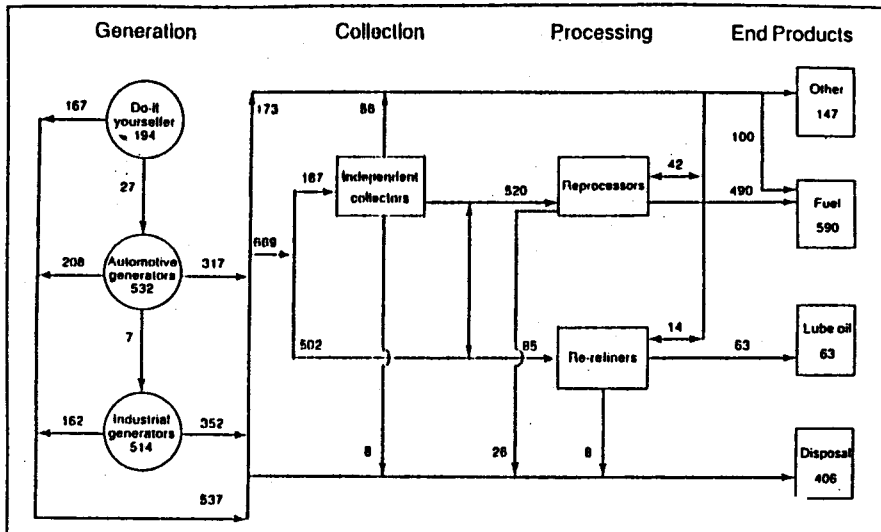 Generation
Collection
Processing
End Products
167
Do-it
yourselfer
194
27
208
Automotive
generators
532
317
7
162
Industrial
generators
514
352
537
173
609
167
502
Independent
collectors
8
520
85
Reprocessors
42
26
Re-refiners
14
8
100
490
63
Other
147
Fuel
590
Lube oil
63
Disposal
406